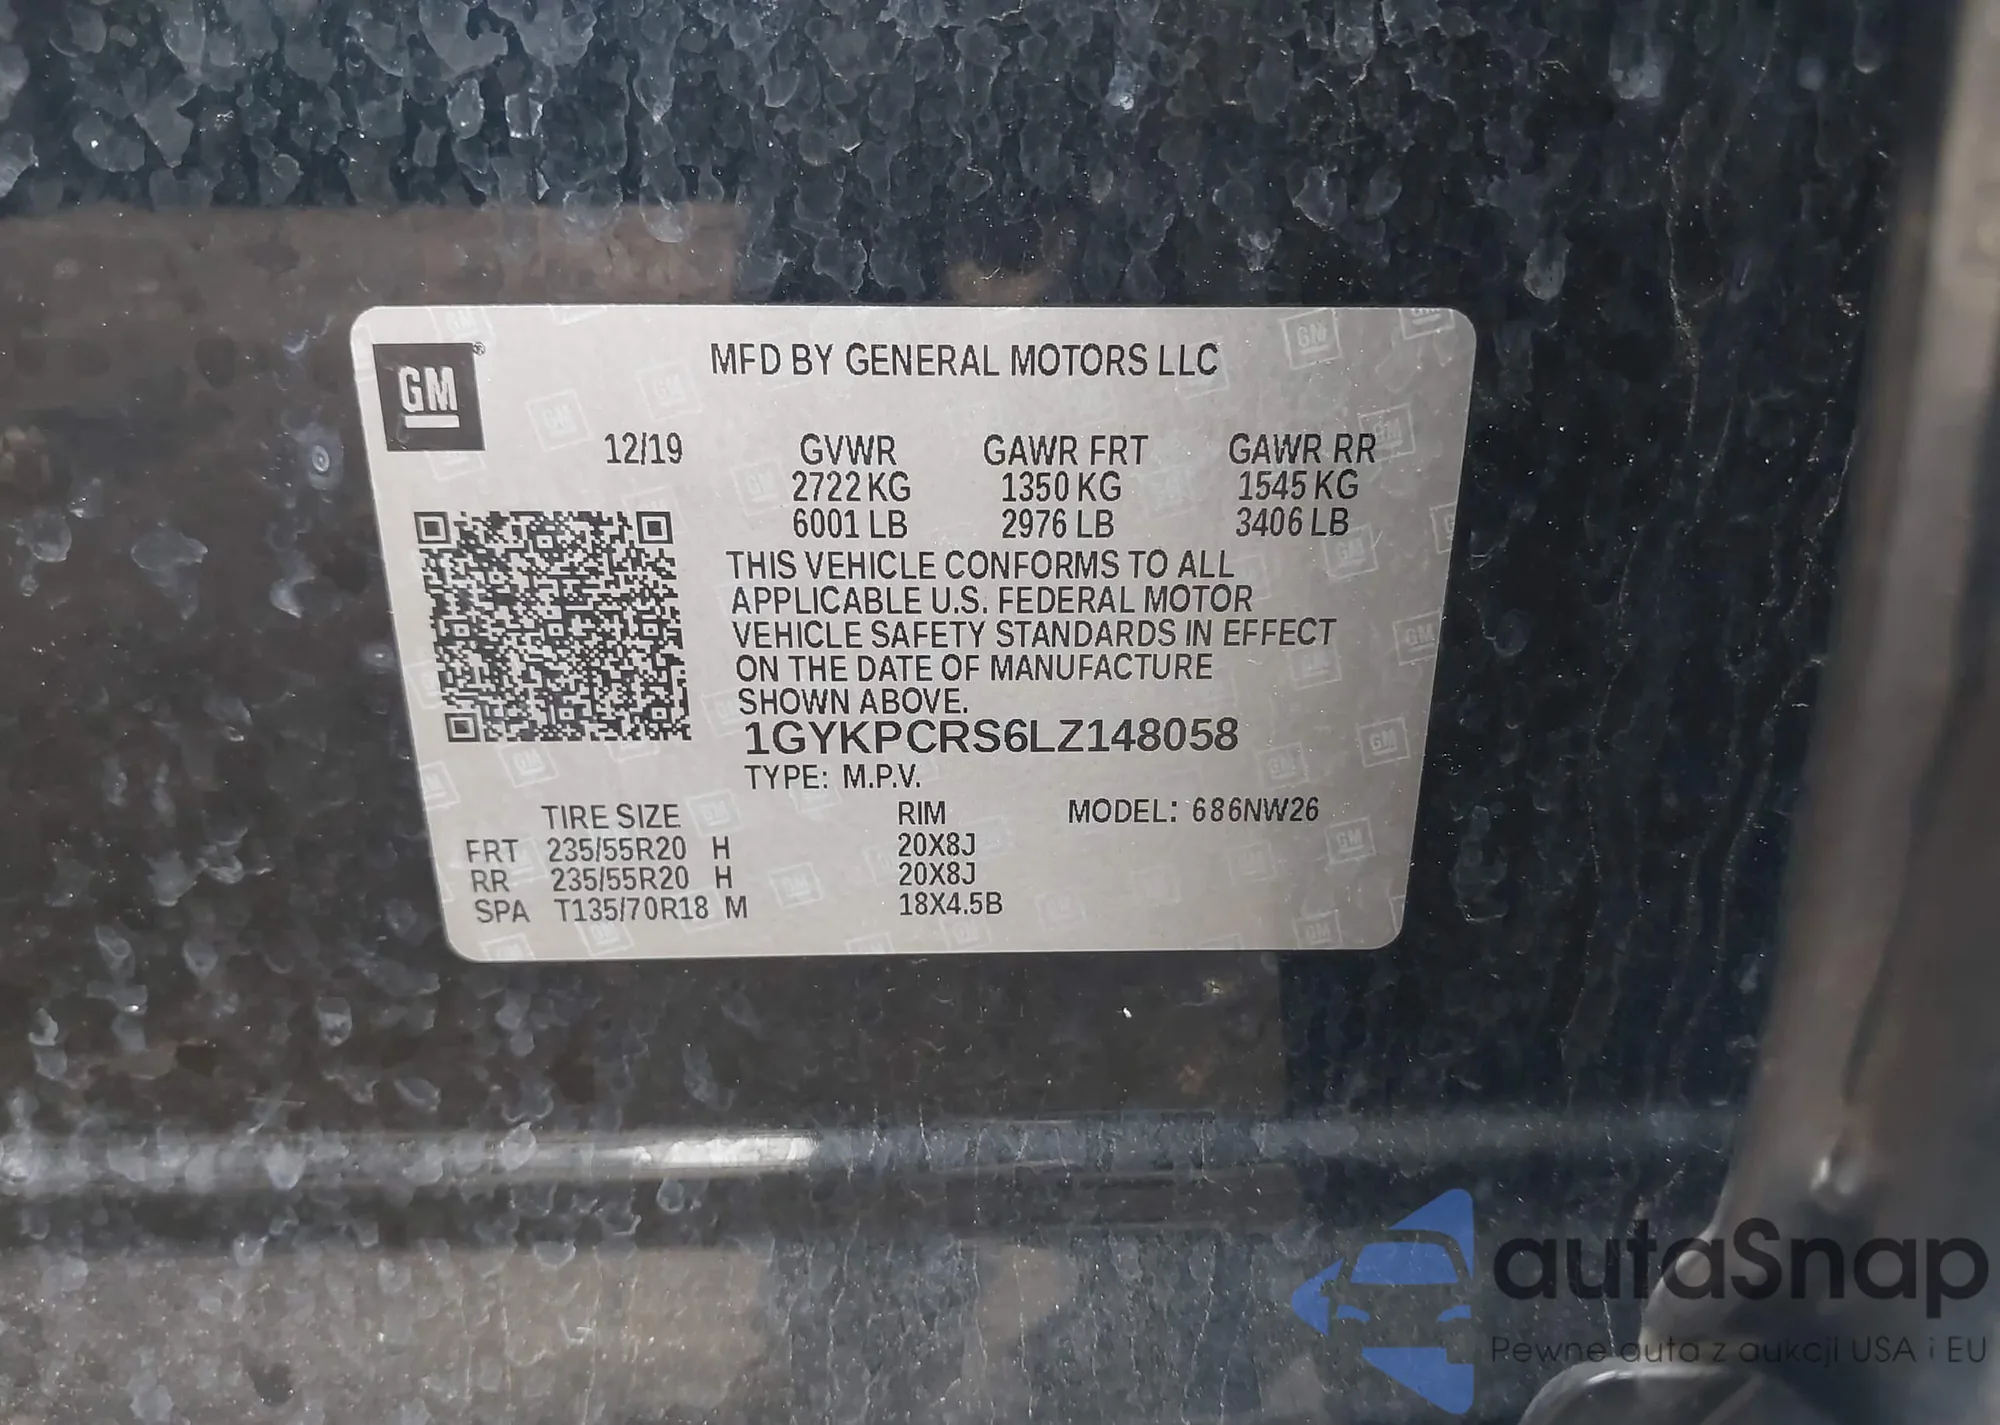 GM ®
MFD BY GENERAL MOTORS LLC
12/19 GVWR GAWR FRT GAWR RR
2722 KG 1350 KG 1545 KG
6001 LB 2976 LB 3406 LB
THIS VEHICLE CONFORMS TO ALL
APPLICABLE U.S. FEDERAL MOTOR
VEHICLE SAFETY STANDARDS IN EFFECT
ON THE DATE OF MANUFACTURE
SHOWN ABOVE.
1GYKPCRS6LZ148058
TYPE: M.P.V.
TIRE SIZE RIM MODEL: 686NW26
FRT 235/55R20 H 20X8J
RR 235/55R20 H 20X8J
SPA T135/70R18 M 18X4.5B
autaSnap
Pewne auta z aukcji USA i EU